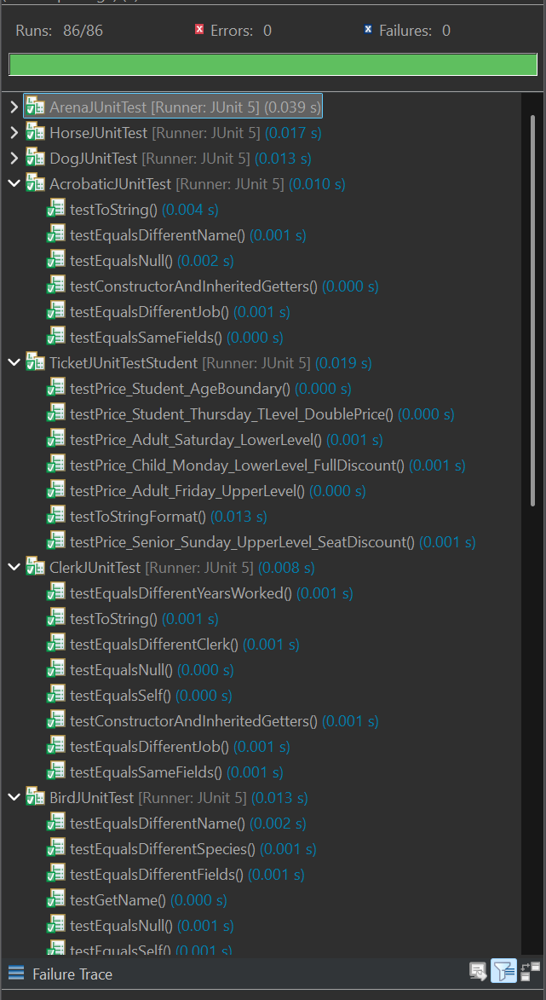 Runs: 86/86 Errors: 0 Failures: 0
ArenaJUnitTest [Runner: JUnit 5] (0.039 s)
HorseJUnitTest [Runner: JUnit 5] (0.017 s)
DogJUnitTest [Runner: JUnit 5] (0.013 s)
AcrobaticJUnitTest [Runner: JUnit 5] (0.010 s)
testToString() (0.004 s)
testEqualsDifferentName() (0.001 s)
testEqualsNull() (0.002 s)
testConstructorAndInheritedGetters() (0.000 s)
testEqualsDifferentJob() (0.001 s)
testEqualsSameFields() (0.000 s)
TicketJUnitTestStudent [Runner: JUnit 5] (0.019 s)
testPrice_Student_AgeBoundary() (0.000 s)
testPrice_Student_Thursday_TLevel_DoublePrice() (0.000 s)
testPrice_Adult_Saturday_LowerLevel() (0.001 s)
testPrice_Child_Monday_LowerLevel_FullDiscount() (0.001 s)
testPrice_Adult_Friday_UpperLevel() (0.000 s)
testToStringFormat() (0.013 s)
testPrice_Senior_Sunday_UpperLevel_SeatDiscount() (0.001 s)
ClerkJUnitTest [Runner: JUnit 5] (0.008 s)
testEqualsDifferentYearsWorked() (0.001 s)
testToString() (0.001 s)
testEqualsDifferentClerk() (0.001 s)
testEqualsNull() (0.000 s)
testEqualsSelf() (0.000 s)
testConstructorAndInheritedGetters() (0.001 s)
testEqualsDifferentJob() (0.001 s)
testEqualsSameFields() (0.001 s)
BirdJUnitTest [Runner: JUnit 5] (0.013 s)
testEqualsDifferentName() (0.002 s)
testEqualsDifferentSpecies() (0.001 s)
testEqualsDifferentFields() (0.001 s)
testGetName() (0.000 s)
testEqualsNull() (0.001 s)
testEqualsSelf() (0.001 s)
Failure Trace